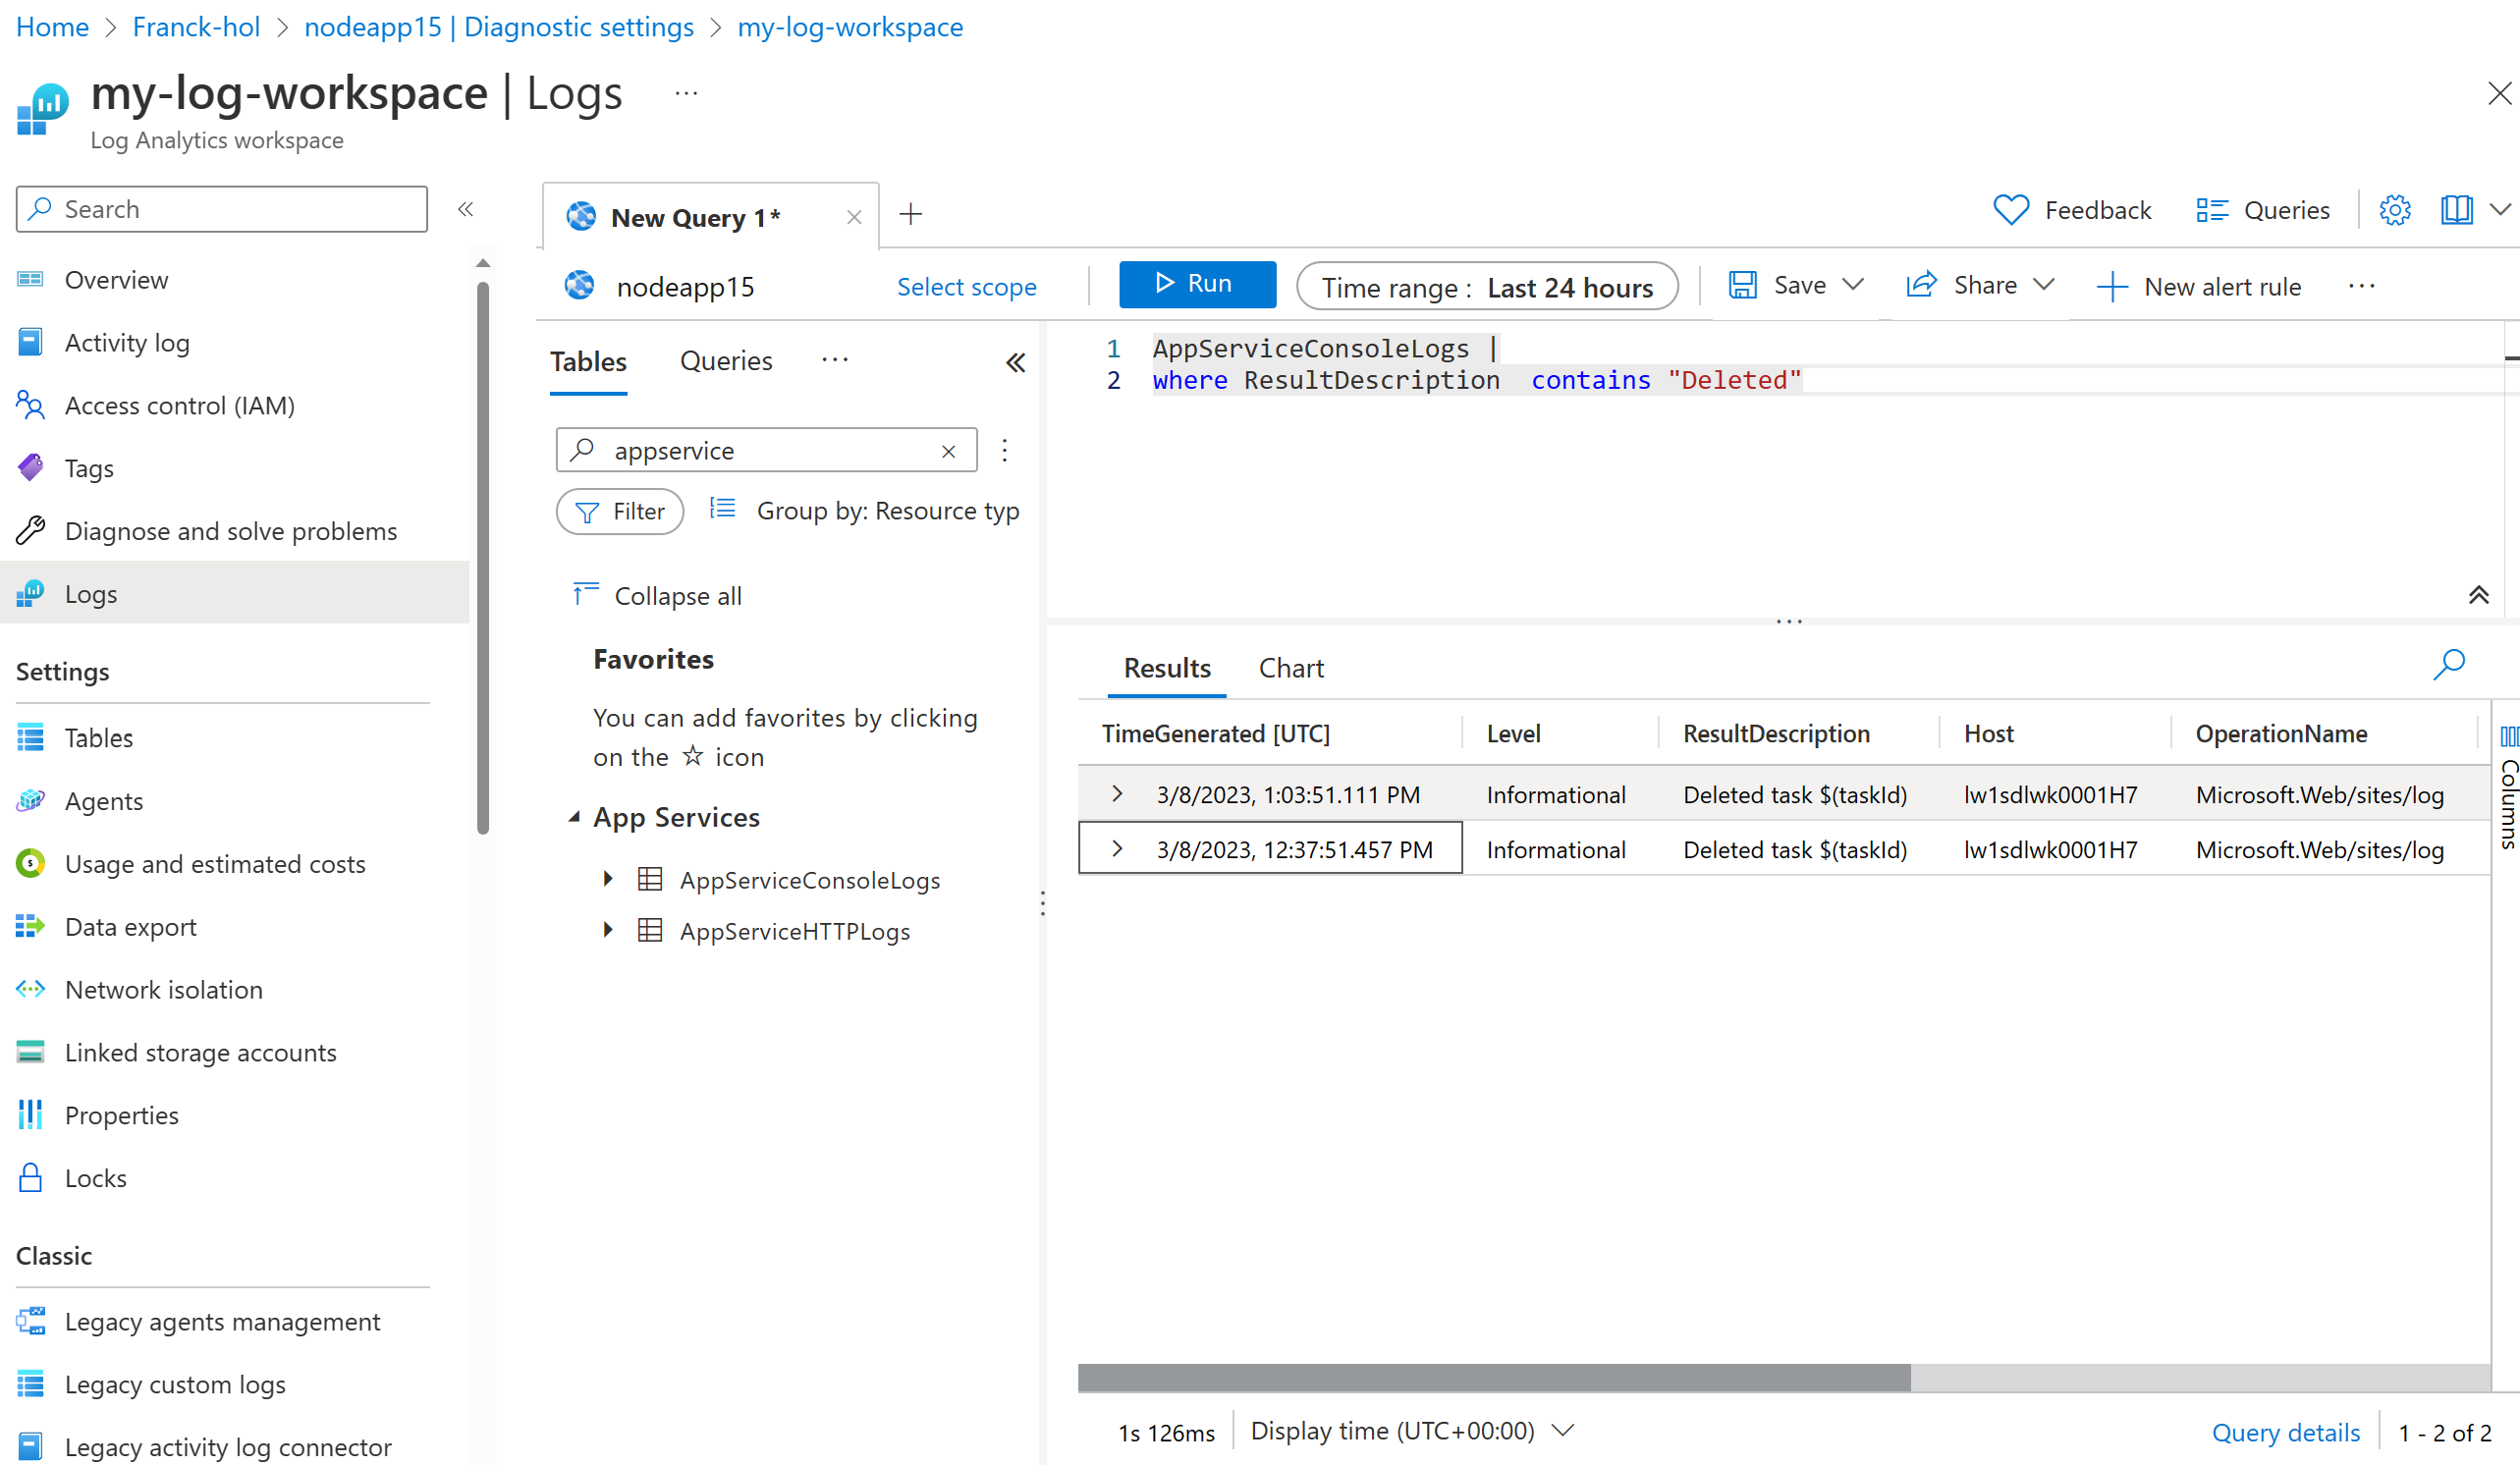 Home > Franck-hol > nodeapp15 | Diagnostic settings > my-log-workspace
my-log-workspace | Logs ...
Log Analytics workspace
Search
Overview
Activity log
Access control (IAM)
Tags
Diagnose and solve problems
Logs
Settings
Tables
Agents
Usage and estimated costs
Data export
Network isolation
Linked storage accounts
Properties
Locks
Classic
Legacy agents management
Legacy custom logs
Legacy activity log connector
New Query 1*
Feedback
Queries
nodeapp15
Select scope
Run
Time range : Last 24 hours
Save
Share
New alert rule
Tables
Queries
appservice
Filter
Group by: Resource typ
Collapse all
Favorites
You can add favorites by clicking
on the ☆ icon
App Services
AppServiceConsoleLogs
AppServiceHTTPLogs
1 AppServiceConsoleLogs |
2 where ResultDescription  contains "Deleted"
Results
Chart
TimeGenerated [UTC] Level ResultDescription Host OperationName
3/8/2023, 1:03:51.111 PM Informational Deleted task $(taskId) lw1sdlwk0001H7 Microsoft.Web/sites/log
3/8/2023, 12:37:51.457 PM Informational Deleted task $(taskId) lw1sdlwk0001H7 Microsoft.Web/sites/log
Columns
1s 126ms
Display time (UTC+00:00)
Query details
1 - 2 of 2